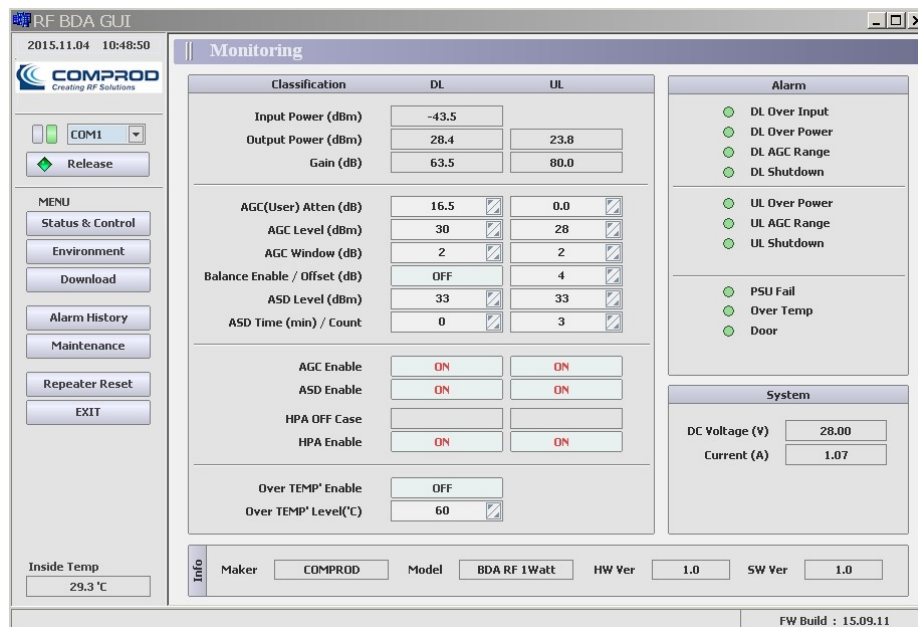 RF BDA GUI
2015.11.04 10:48:50
COMPROD
Creating RF Solutions
COM1
Release
MENU
Status & Control
Environment
Download
Alarm History
Maintenance
Repeater Reset
EXIT
Inside Temp
29.3 'C
Monitoring
Classification DL UL
Input Power (dBm) -43.5
Output Power (dBm) 28.4 23.8
Gain (dB) 63.5 80.0
AGC(User) Atten (dB) 16.5 0.0
AGC Level (dBm) 30 28
AGC Window (dB) 2 2
Balance Enable / Offset (dB) OFF 4
ASD Level (dBm) 33 33
ASD Time (min) / Count 0 3
AGC Enable ON ON
ASD Enable ON ON
HPA OFF Case
HPA Enable ON ON
Over TEMP' Enable OFF
Over TEMP' Level('C) 60
Alarm
DL Over Input
DL Over Power
DL AGC Range
DL Shutdown
UL Over Power
UL AGC Range
UL Shutdown
PSU Fail
Over Temp
Door
System
DC Voltage (V) 28.00
Current (A) 1.07
Info
Maker COMPROD Model BDA RF 1Watt HW Ver 1.0 SW Ver 1.0
FW Build : 15.09.11